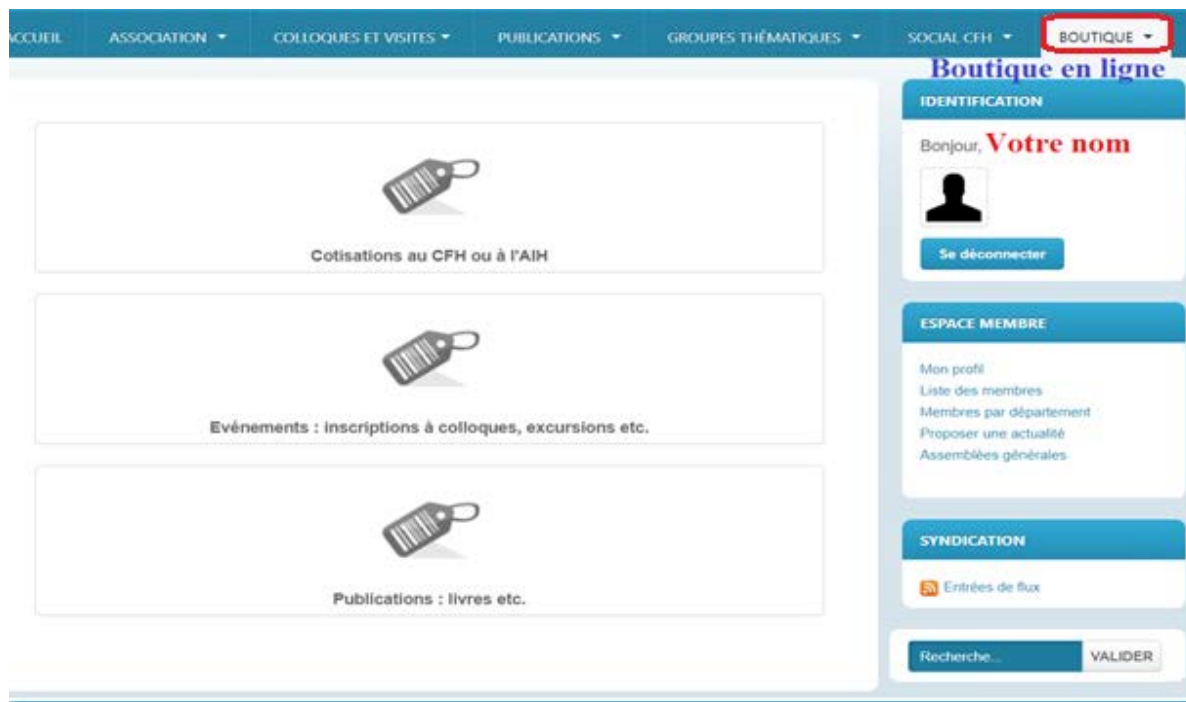 ACCUEIL ASSOCIATION COLLOQUES ET VISITES PUBLICATIONS GROUPES THÉMATIQUES SOCIAL CFH BOUTIQUE
Boutique en ligne
Cotisations au CFH ou à l'AIH
Evénements : inscriptions à colloques, excursions etc.
Publications : livres etc.
IDENTIFICATION
Bonjour, Votre nom
Se déconnecter
ESPACE MEMBRE
Mon profil
Liste des membres
Membres par département
Proposer une actualité
Assemblées générales
SYNDICATION
Entrées de flux
Recherche... VALIDER